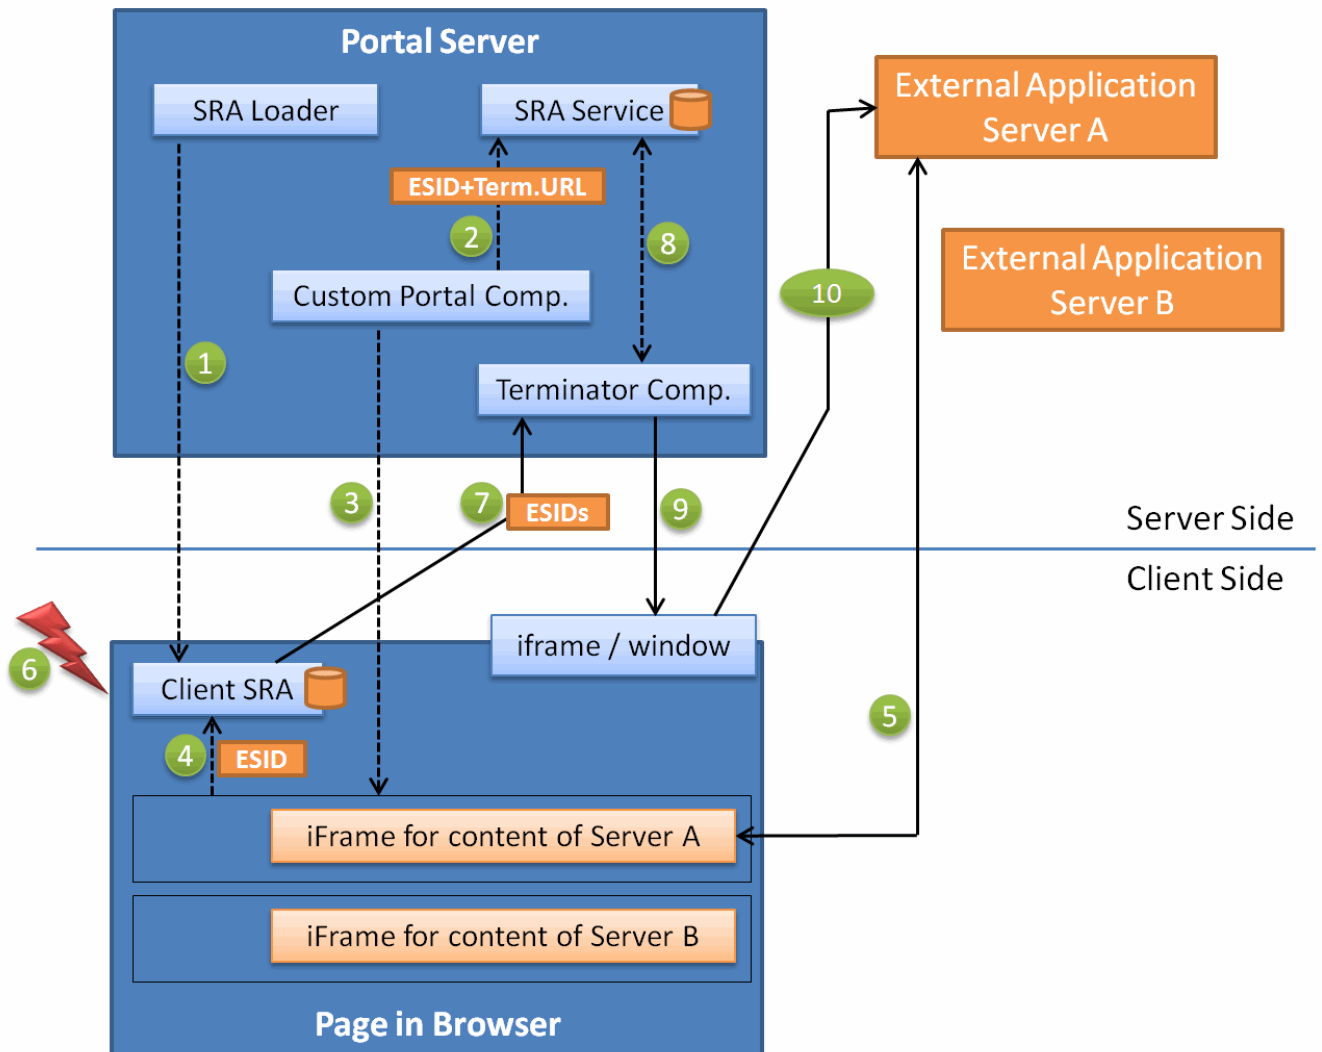 Portal Server
SRA Loader
SRA Service
External Application
Server A
ESID+Term.URL
2
8
External Application
Server B
Custom Portal Comp.
10
1
Terminator Comp.
3
7
ESIDs
9
Server Side
Client Side
6
iframe / window
Client SRA
5
4
ESID
iFrame for content of Server A
iFrame for content of Server B
Page in Browser